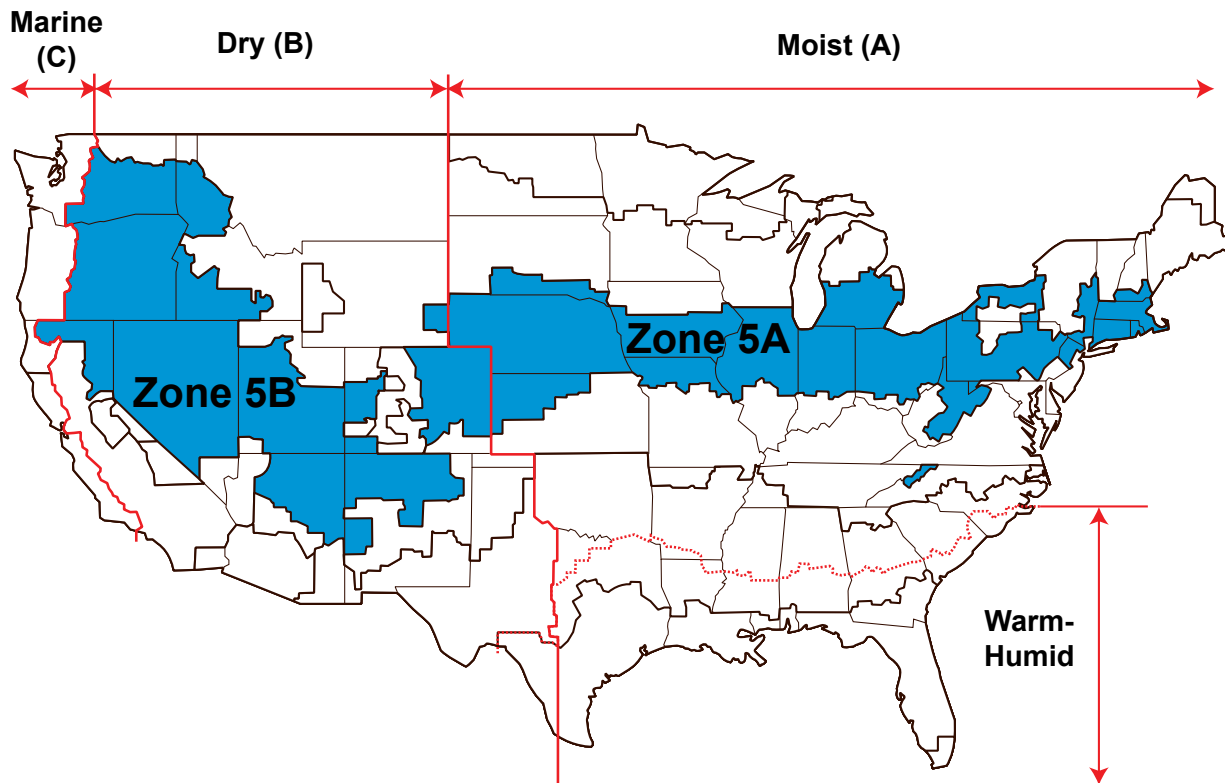 Marine
(C)
Dry (B)
Moist (A)
Zone 5A
Zone 5B
Warm-
Humid